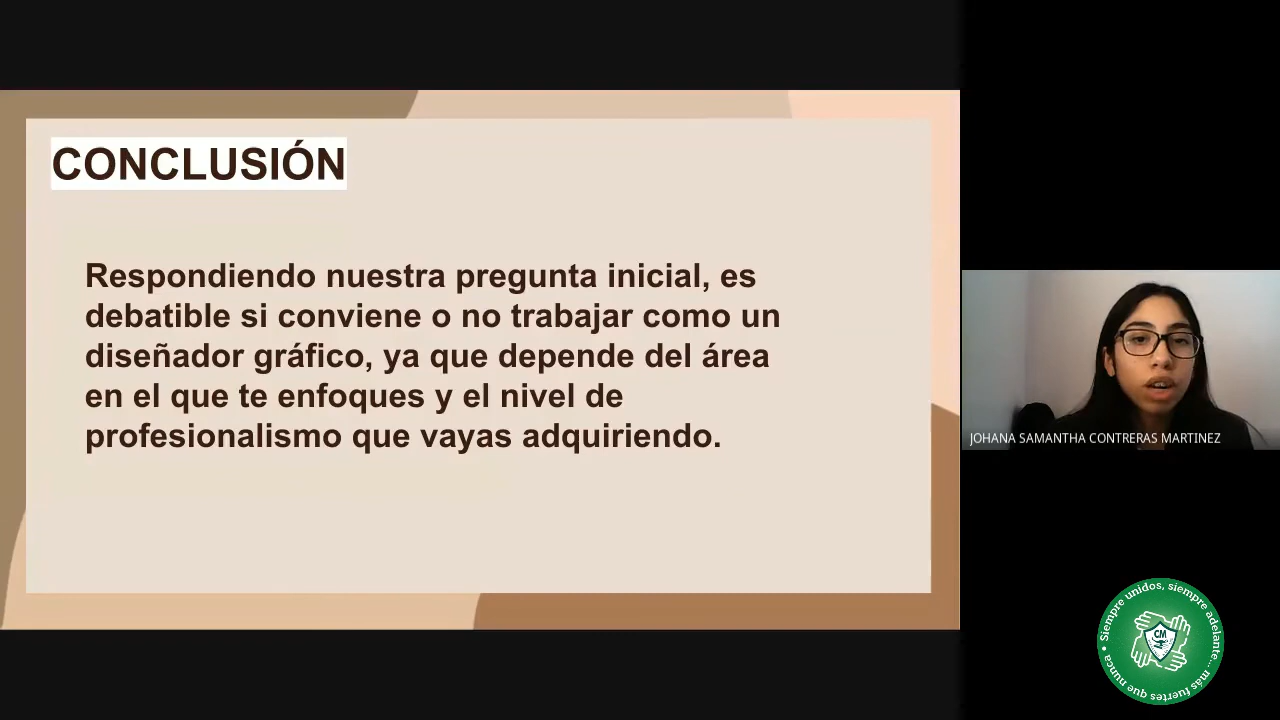 CONCLUSIÓN
Respondiendo nuestra pregunta inicial, es
debatible si conviene o no trabajar como un
diseñador gráfico, ya que depende del área
en el que te enfoques y el nivel de
profesionalismo que vayas adquiriendo.
JOHANA SAMANTHA CONTRERAS MARTINEZ
Siempre unidos, siempre adelante... más fuertes que nunca •
CM